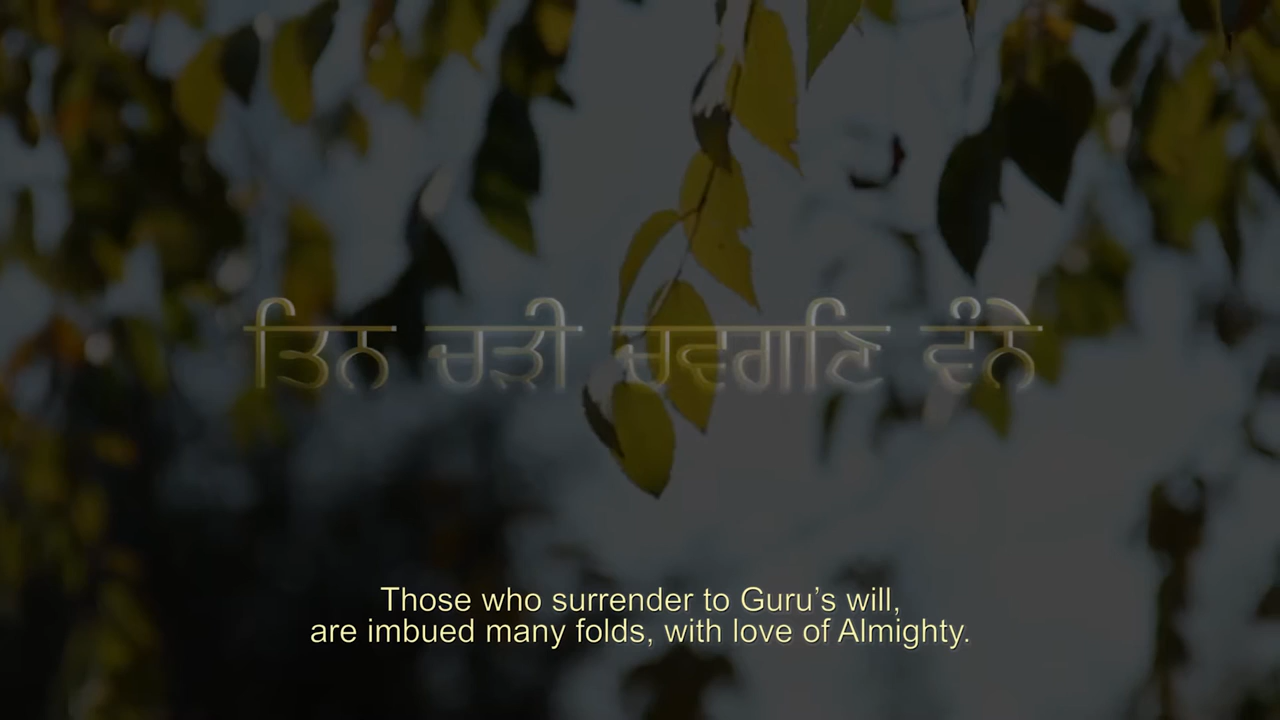 ਤਿਨ ਚੜੀ ਚਵਗਣਿ ਵੰਨੇ
Those who surrender to Guru’s will,
are imbued many folds, with love of Almighty.